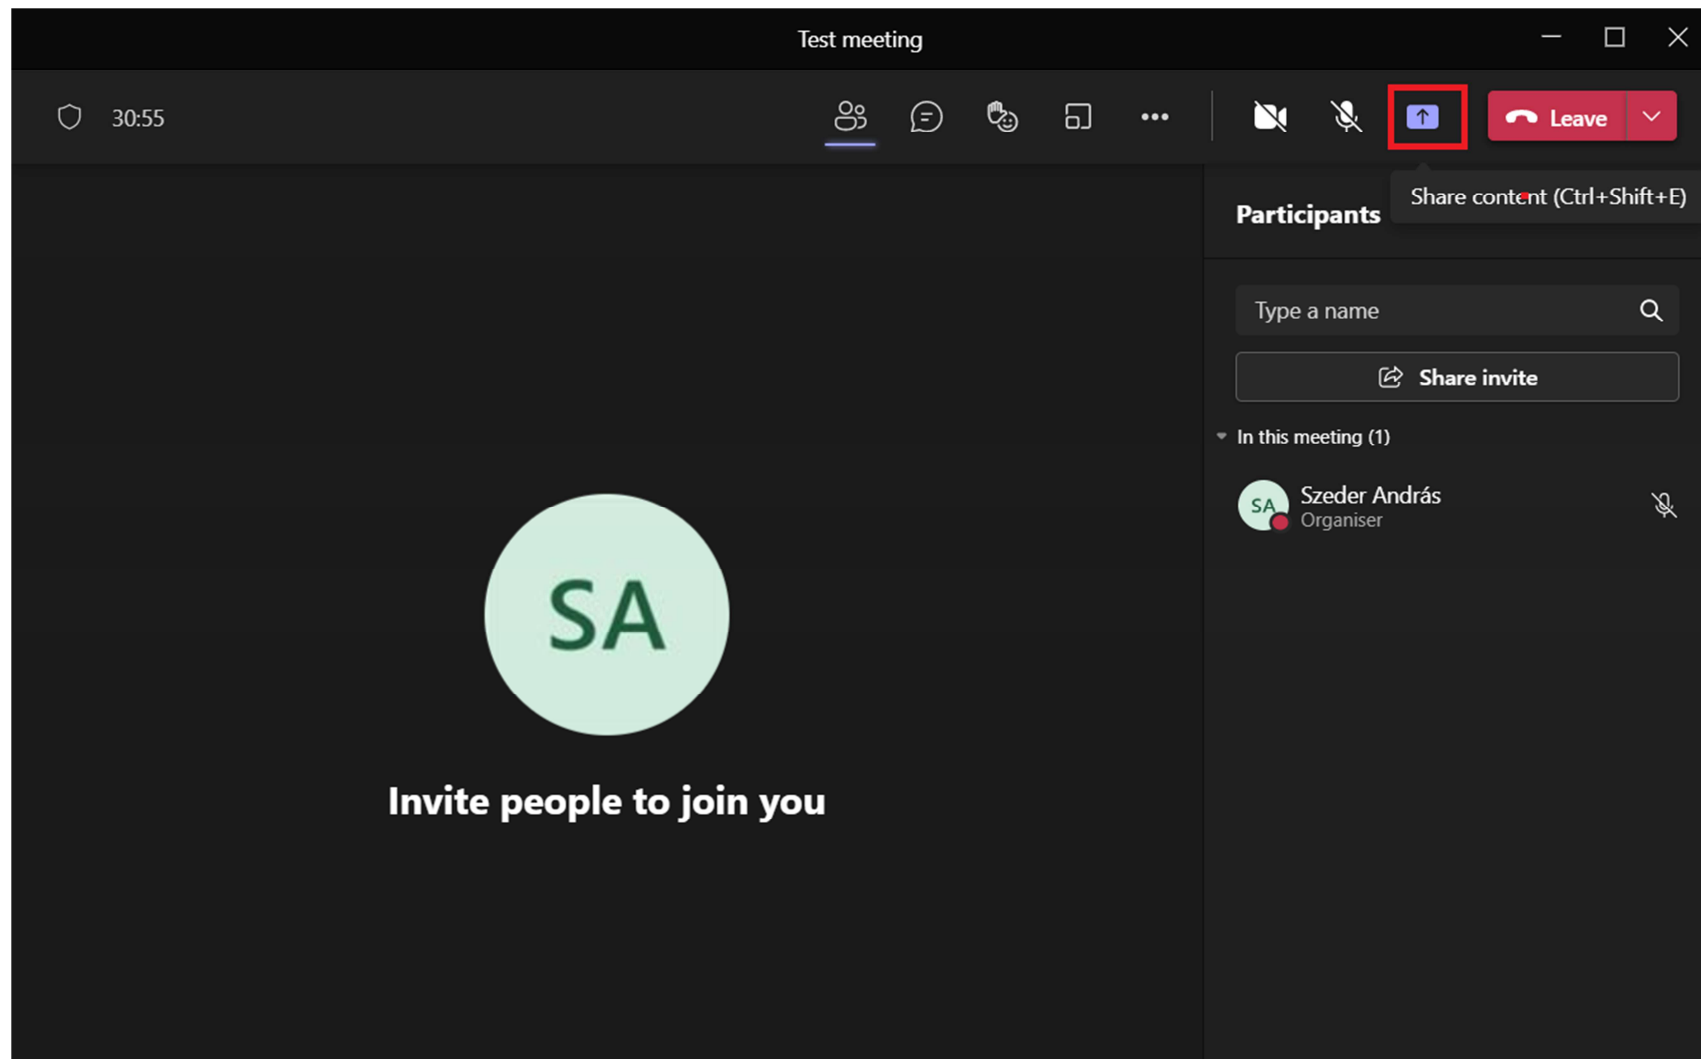 Test meeting
30:55
Leave
Share content (Ctrl+Shift+E)
Participants
Type a name
Share invite
In this meeting (1)
SA
Szeder András
Organiser
SA
Invite people to join you